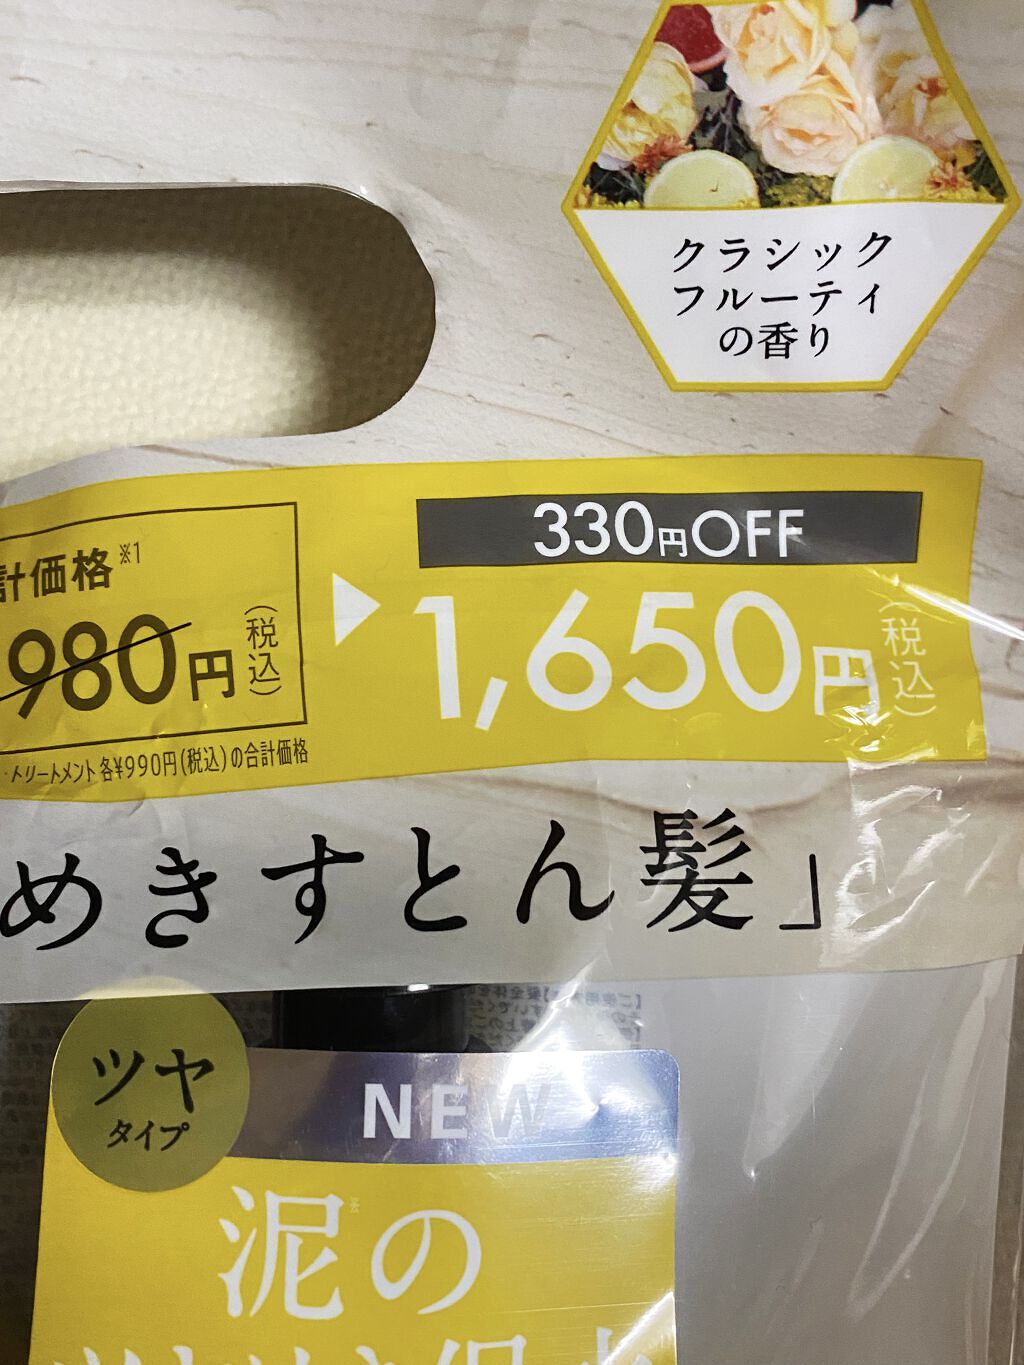 クラシック
フルーティ
の香り
計価格※1
980円(税込)
330円OFF
1,650円(税込)
・トリートメント 各¥990円(税込)の合計価格
めきすとん髪」
ツヤ
タイプ
NEW
泥※の